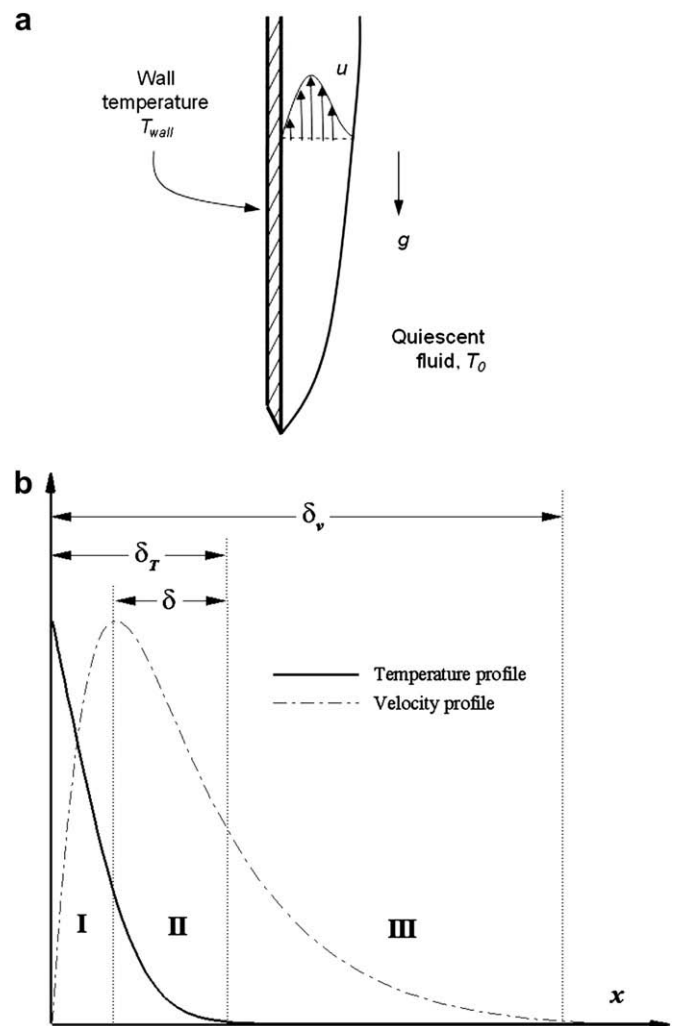 a
Wall
temperature
T_wall
u
g
Quiescent
fluid, T_0
b
δ_v
δ_T
δ
Temperature profile
Velocity profile
I
II
III
x